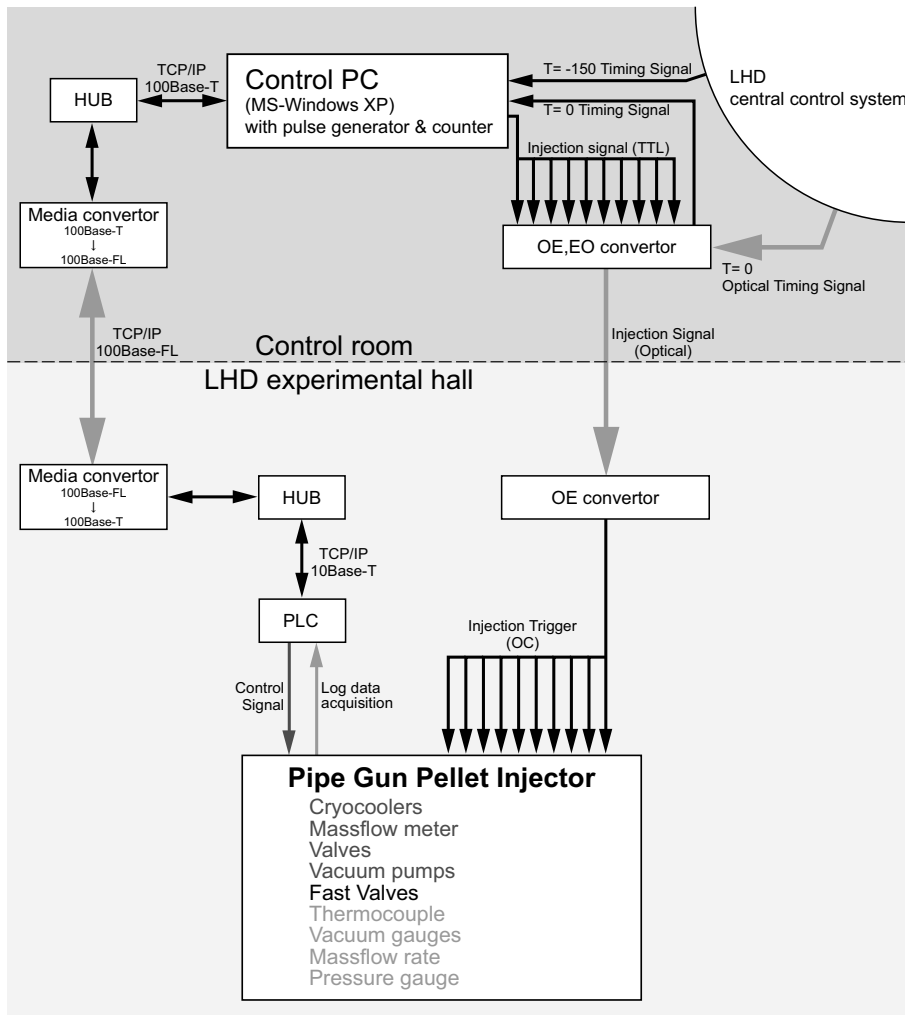 TCP/IP
100Base-T
HUB
Control PC
(MS-Windows XP)
with pulse generator & counter
T= -150 Timing Signal
T= 0 Timing Signal
LHD
central control system
Injection signal (TTL)
Media convertor
100Base-T
↓
100Base-FL
OE,EO convertor
T= 0
Optical Timing Signal
TCP/IP
100Base-FL
Injection Signal
(Optical)
Control room
LHD experimental hall
Media convertor
100Base-FL
↓
100Base-T
HUB
OE convertor
TCP/IP
10Base-T
PLC
Injection Trigger
(OC)
Control
Signal
Log data
acquisition
Pipe Gun Pellet Injector
Cryocoolers
Massflow meter
Valves
Vacuum pumps
Fast Valves
Thermocouple
Vacuum gauges
Massflow rate
Pressure gauge